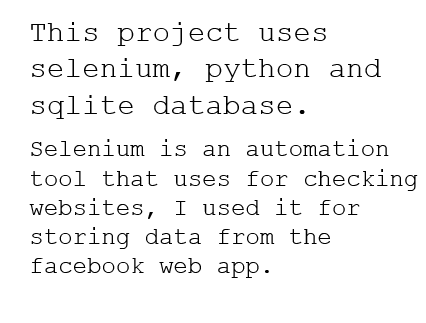 This project uses
selenium, python and
sqlite database.
Selenium is an automation
tool that uses for checking
websites, I used it for
storing data from the
facebook web app.